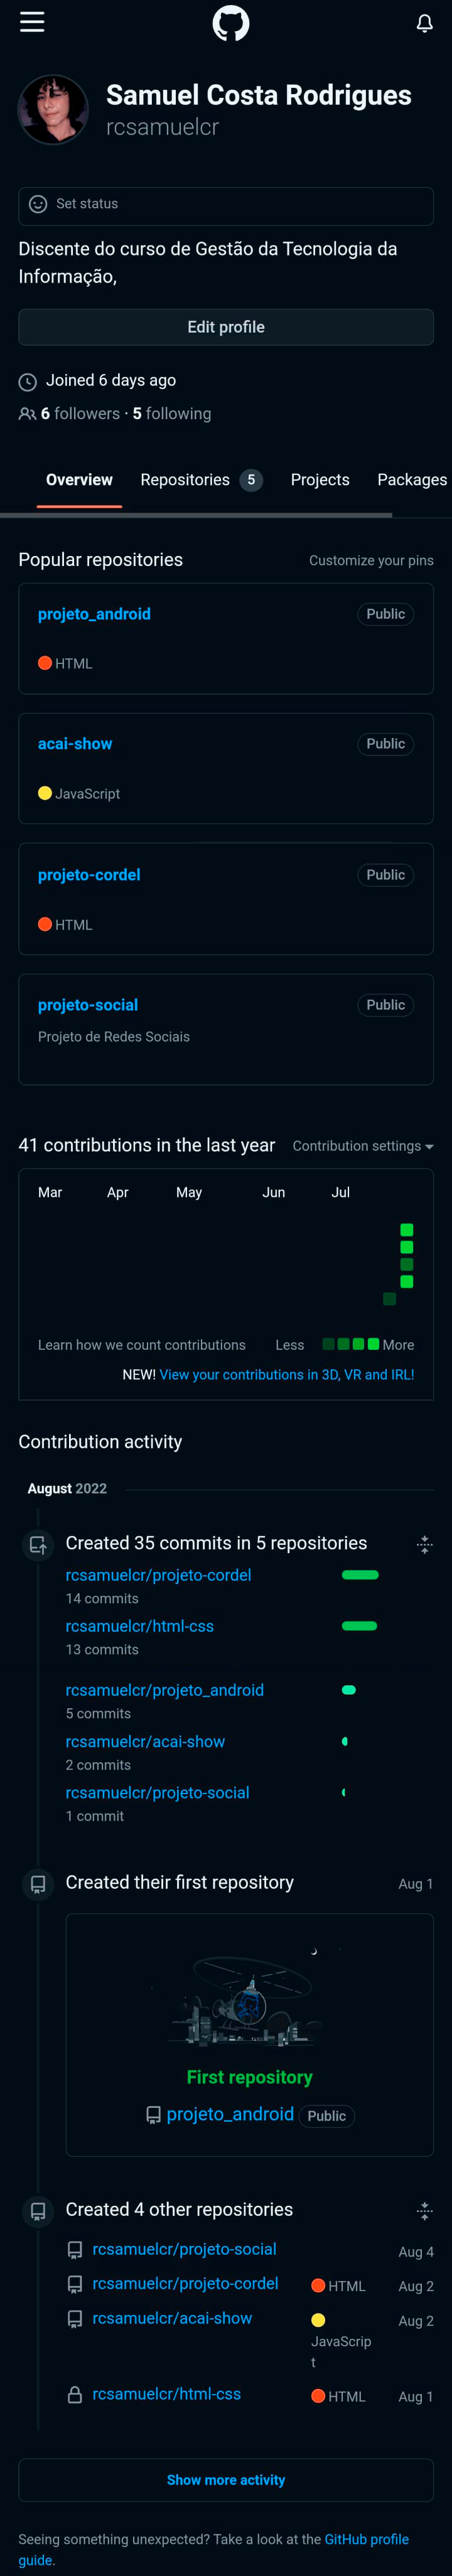 Samuel Costa Rodrigues
rcsamuelcr
Set status
Discente do curso de Gestão da Tecnologia da
Informação,
Edit profile
Joined 6 days ago
6 followers · 5 following
Overview Repositories 5 Projects Packages
Popular repositories Customize your pins
projeto_android Public
HTML
acai-show Public
JavaScript
projeto-cordel Public
HTML
projeto-social Public
Projeto de Redes Sociais
41 contributions in the last year Contribution settings
Mar Apr May Jun Jul
Learn how we count contributions Less More
NEW! View your contributions in 3D, VR and IRL!
Contribution activity
August 2022
Created 35 commits in 5 repositories
rcsamuelcr/projeto-cordel
14 commits
rcsamuelcr/html-css
13 commits
rcsamuelcr/projeto_android
5 commits
rcsamuelcr/acai-show
2 commits
rcsamuelcr/projeto-social
1 commit
Created their first repository Aug 1
First repository
projeto_android Public
Created 4 other repositories
rcsamuelcr/projeto-social Aug 4
rcsamuelcr/projeto-cordel HTML Aug 2
rcsamuelcr/acai-show Aug 2
JavaScrip
t
rcsamuelcr/html-css HTML Aug 1
Show more activity
Seeing something unexpected? Take a look at the GitHub profile
guide.